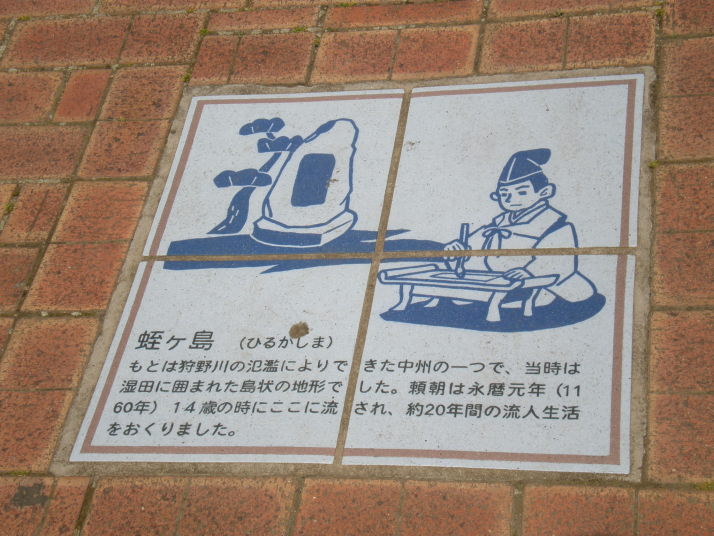 蛭ヶ島 (ひるがしま)
もとは狩野川の氾濫によりできた中州の一つで、当時は
湿田に囲まれた島状の地形でした。頼朝は永暦元年(11
60年)14歳の時にここに流され、約20年間の流人生活
をおくりました。